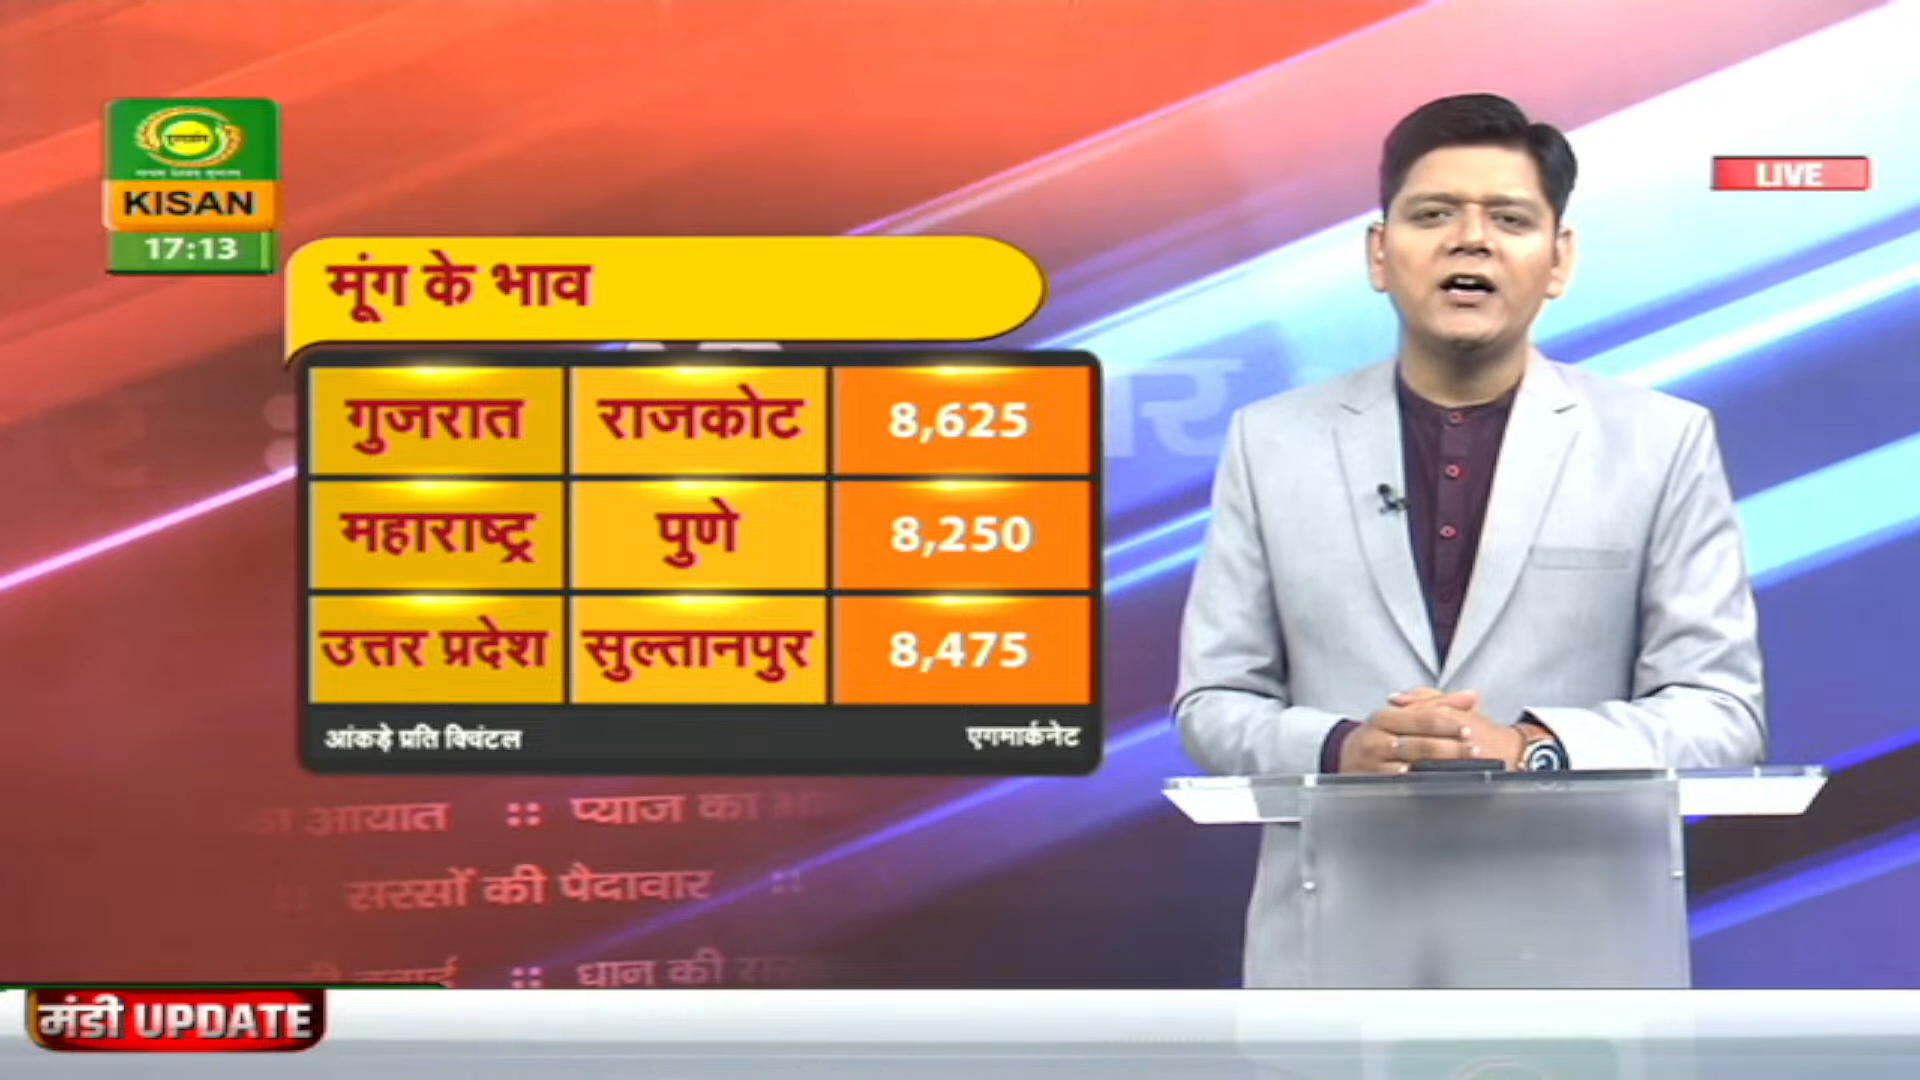 KISAN
17:13
LIVE
मूंग के भाव
गुजरात राजकोट 8,625
महाराष्ट्र पुणे 8,250
उत्तर प्रदेश सुल्तानपुर 8,475
आंकड़े प्रति क्विंटल एगमार्कनेट
आयात :: प्याज का
सरसों की पैदावार ::
:: धान की
मंडी UPDATE